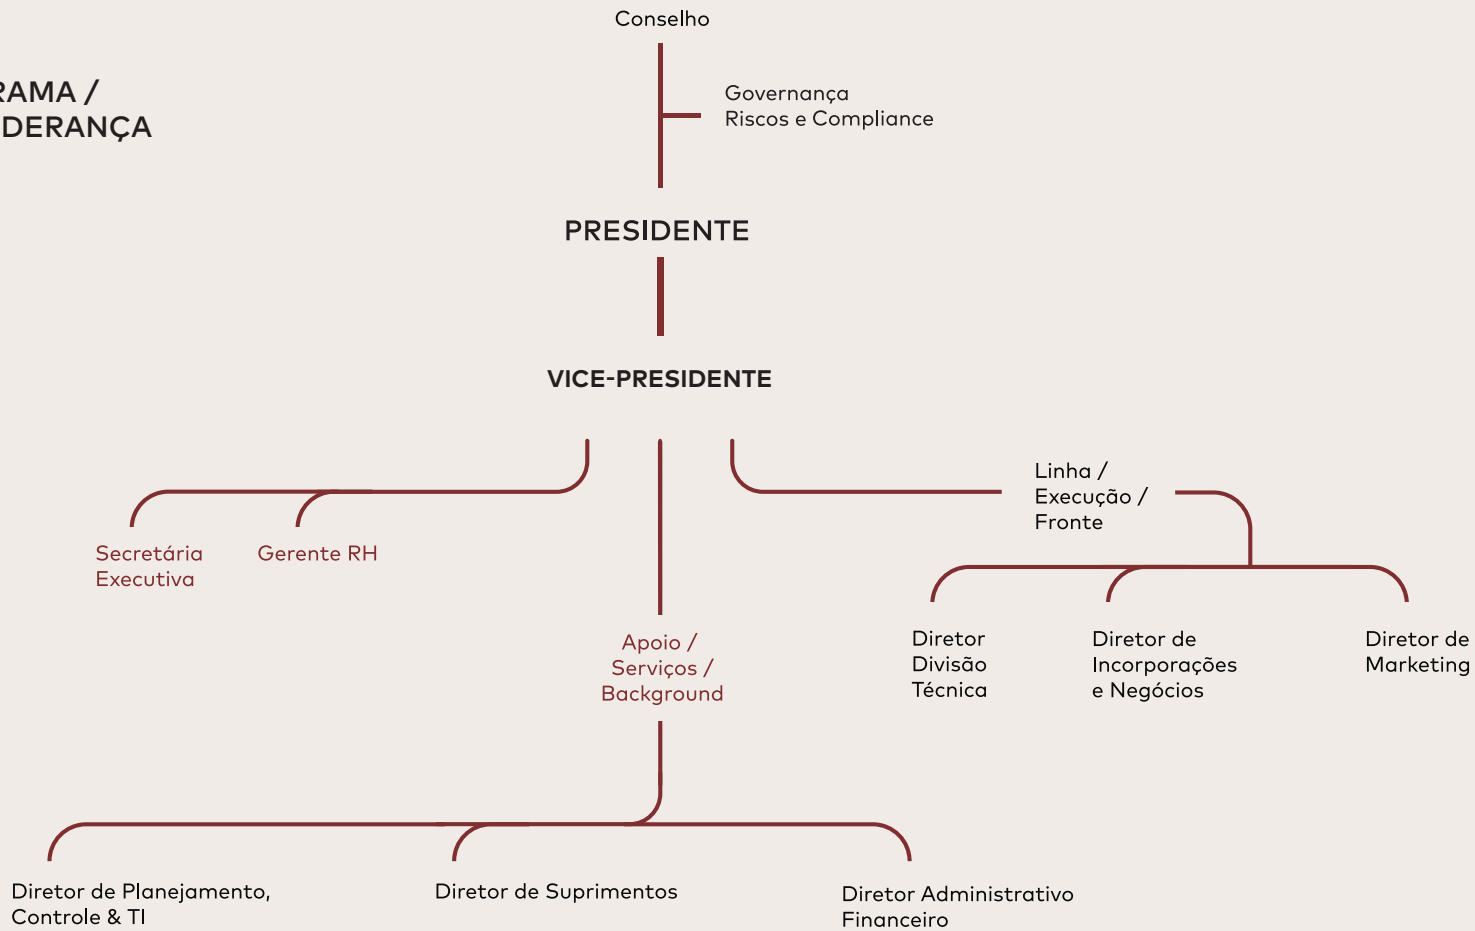 Conselho
RAMA /
DERANÇA
Governança
Riscos e Compliance
PRESIDENTE
VICE-PRESIDENTE
Linha /
Execução /
Fronte
Secretária
Executiva
Gerente RH
Apoio /
Serviços /
Background
Diretor
Divisão
Técnica
Diretor de
Incorporações
e Negócios
Diretor de
Marketing
Diretor de Planejamento,
Controle & TI
Diretor de Suprimentos
Diretor Administrativo
Financeiro